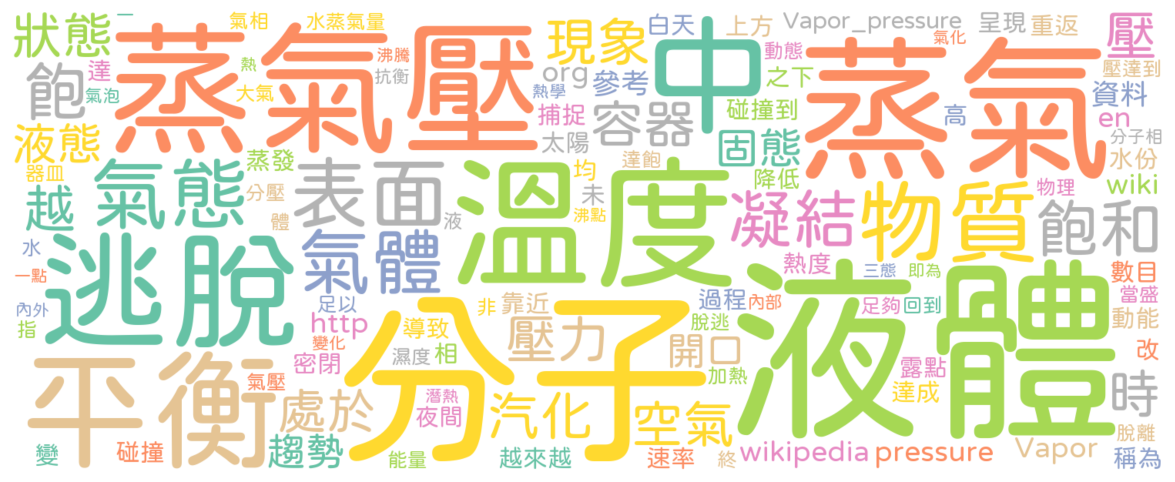 狀態 一 氣相 水蒸氣量 現象 白天 上方 Vapor_pressure 呈現 重返 壓
達 熱 沸騰 抗衡 org 參考 動態 之下 氣化 壓達到
飽 蒸氣壓 中 蒸氣 資料
氣泡 大氣 熱學 捕捉 容器 碰撞到 高 en
液態 蒸發 太陽 固態 分子相
器皿 達飽 降低 水份
越 氣態 分壓 表面 均 未 溫度 凝結 物質 物理 wiki
體 液 沸點 飽和
水 逃脫 氣體 熱度 三態 即為 數目
一點 足以 非 靠近 過程 內部 足夠 回到 當盛
內外 指 http 導致 脫逃 液體 動能
變化 濕度 相 壓力 開口 露點 改
平衡 氣壓 密閉 分子 加熱 達成 時
處於 潛熱 夜間 汽化 空氣
變 碰撞 趨勢 能量 越來越 速率 終 wikipedia pressure Vapor 脫離 稱為